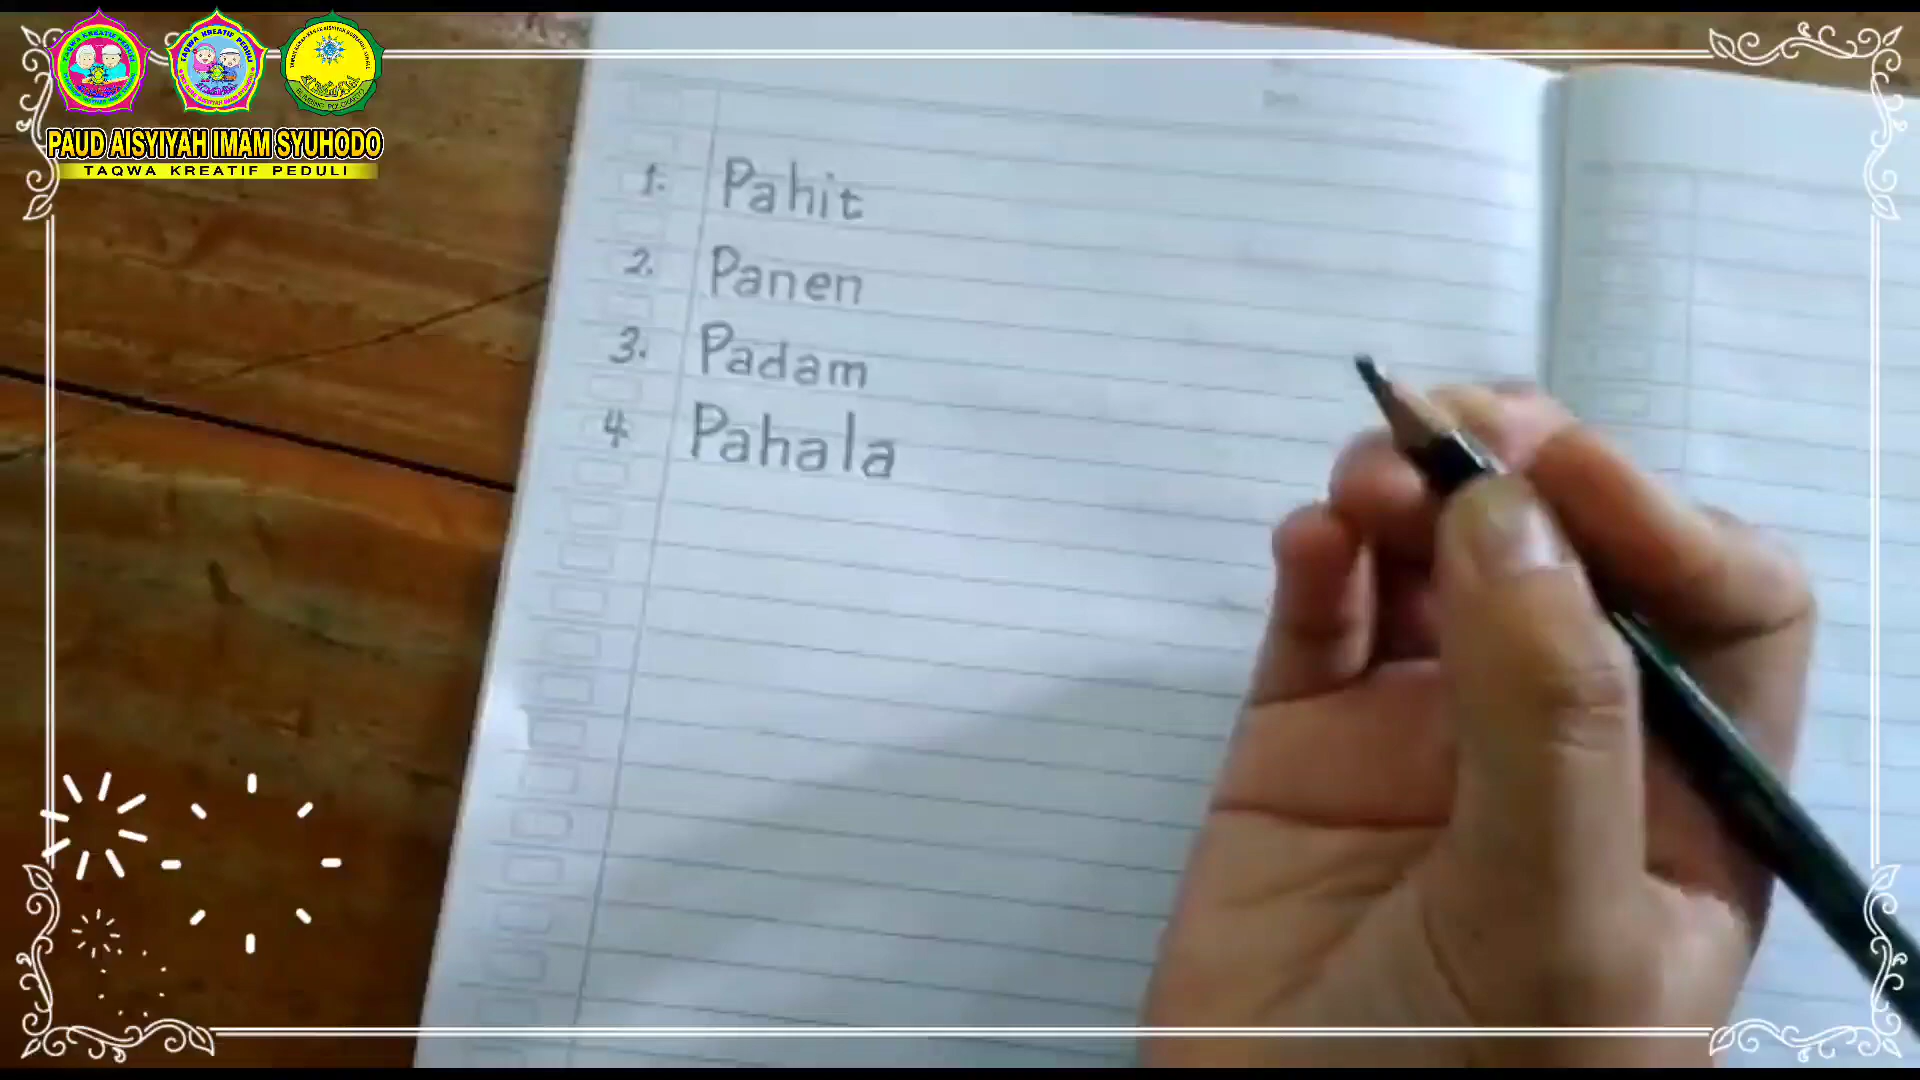 PAUD AISYIYAH IMAM SYUHODO
TAQWA KREATIF PEDULI
1. Pahit
2. Panen
3. Padam
4 Pahala